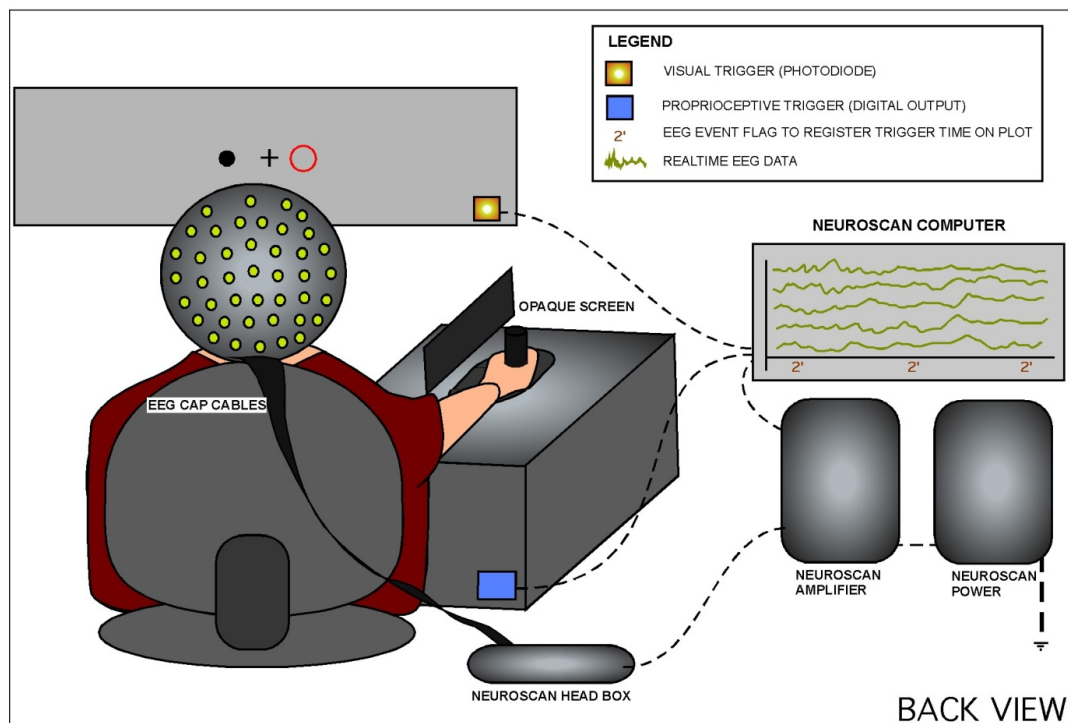 LEGEND
VISUAL TRIGGER (PHOTODIODE)
PROPRIOCEPTIVE TRIGGER (DIGITAL OUTPUT)
2' EEG EVENT FLAG TO REGISTER TRIGGER TIME ON PLOT
REALTIME EEG DATA
NEUROSCAN COMPUTER
2' 2' 2'
OPAQUE SCREEN
EEG CAP CABLES
NEUROSCAN
AMPLIFIER
NEUROSCAN
POWER
NEUROSCAN HEAD BOX
BACK VIEW